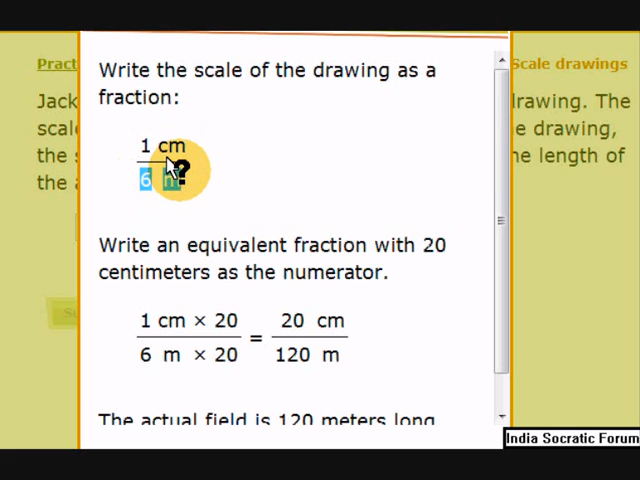 Pract
Scale drawings
Jack
drawing. The
scale
e drawing,
the s
he length of
the a
Write the scale of the drawing as a
fraction:
1 cm
6 m
?
Write an equivalent fraction with 20
centimeters as the numerator.
1 cm × 20 = 20 cm
6 m × 20 120 m
The actual field is 120 meters long
India Socratic Forum